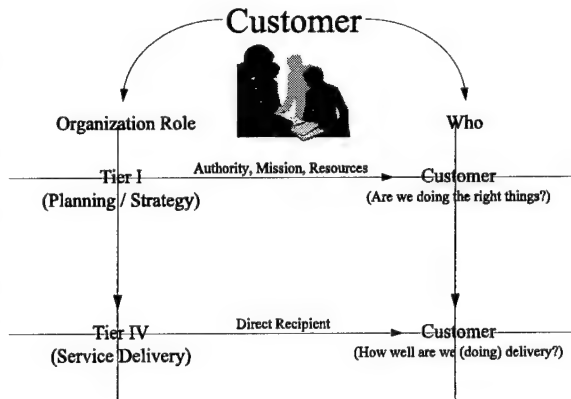 Customer
Organization Role
Who
Tier I
Authority, Mission, Resources
Customer
(Planning / Strategy)
(Are we doing the right things?)
Tier IV
Direct Recipient
Customer
(Service Delivery)
(How well are we (doing) delivery?)